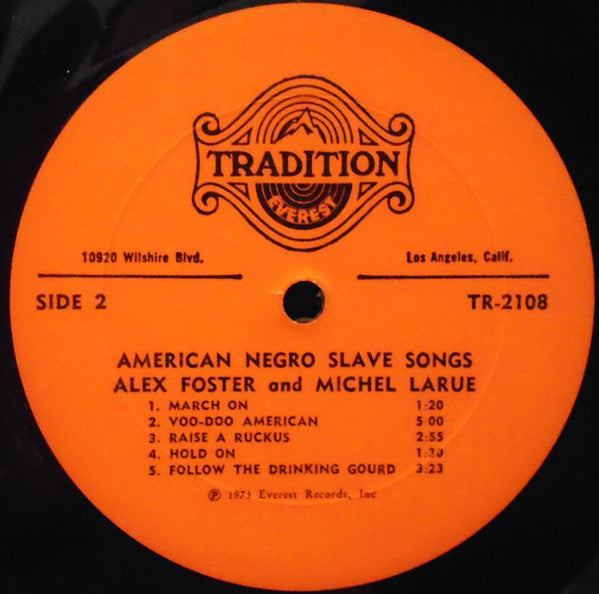 TRADITION
EVEREST
10920 Wilshire Blvd. Los Angeles, Calif.
SIDE 2 TR-2108
AMERICAN NEGRO SLAVE SONGS
ALEX FOSTER and MICHEL LARUE
1. MARCH ON 1:20
2. VOO-DOO AMERICAN 5:00
3. RAISE A RUCKUS 2:55
4. HOLD ON 1:30
5. FOLLOW THE DRINKING GOURD 3:23
℗ 1973 Everest Records, Inc